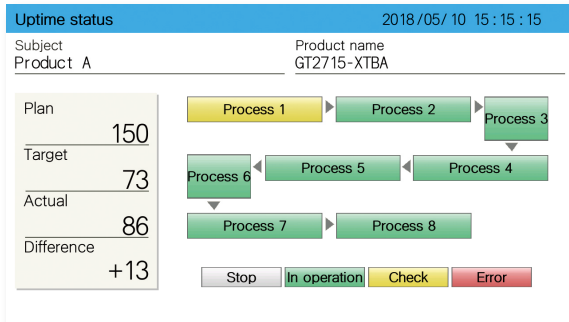 Uptime status 2018/05/10 15:15:15
Subject Product name
Product A GT2715-XTBA
Plan
150
Target
73
Actual
86
Difference
+13
Process 1 Process 2 Process 3
Process 6 Process 5 Process 4
Process 7 Process 8
Stop In operation Check Error